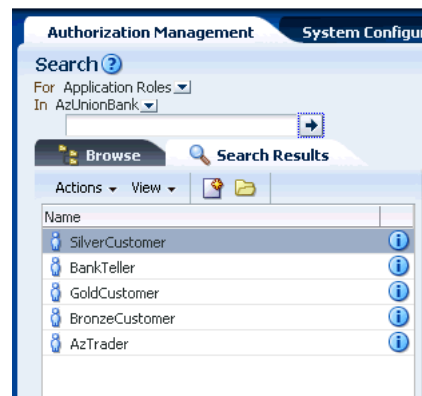 Authorization Management System Configu
Search
For Application Roles
In AzUnionBank
Browse Search Results
Actions View
Name
SilverCustomer
BankTeller
GoldCustomer
BronzeCustomer
AzTrader